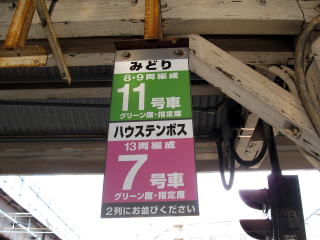 みどり
8・9両編成
11号車
グリーン席・指定席
ハウステンボス
13両編成
7号車
グリーン席・指定席
2列にお並びください